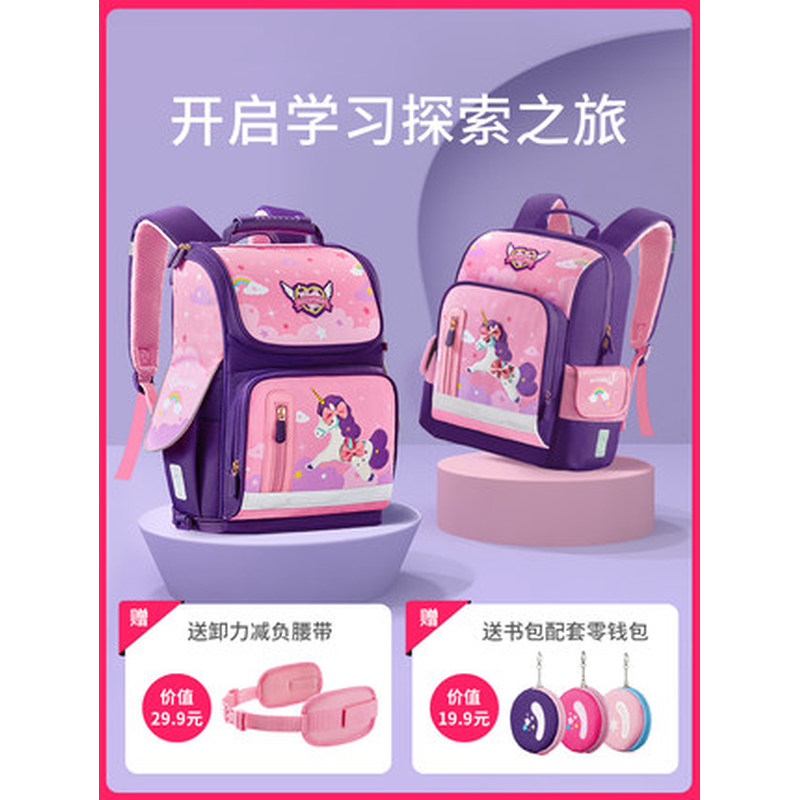 开启学习探索之旅
赠
送卸力减负腰带
价值
29.9元
赠
送书包配套零钱包
价值
19.9元